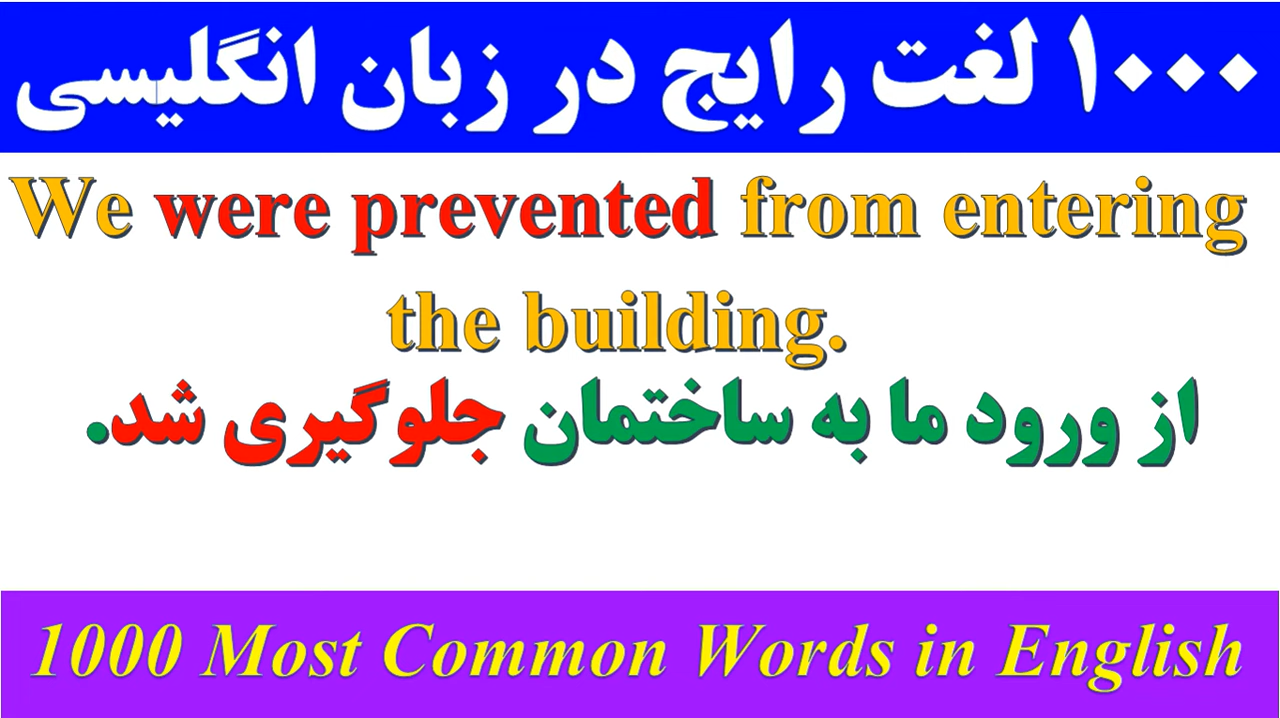 ۱۰۰۰ لغت رایج در زبان انگلیسی
We were prevented from entering
the building.
از ورود ما به ساختمان جلوگیری شد.
1000 Most Common Words in English